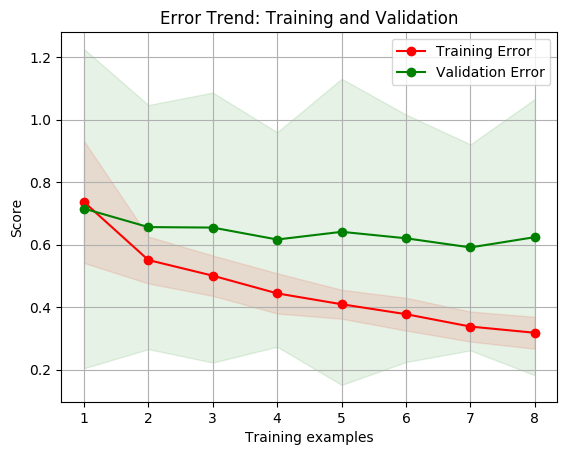 Error Trend: Training and Validation
Training Error
Validation Error
Score
1.2
1.0
0.8
0.6
0.4
0.2
1 2 3 4 5 6 7 8
Training examples